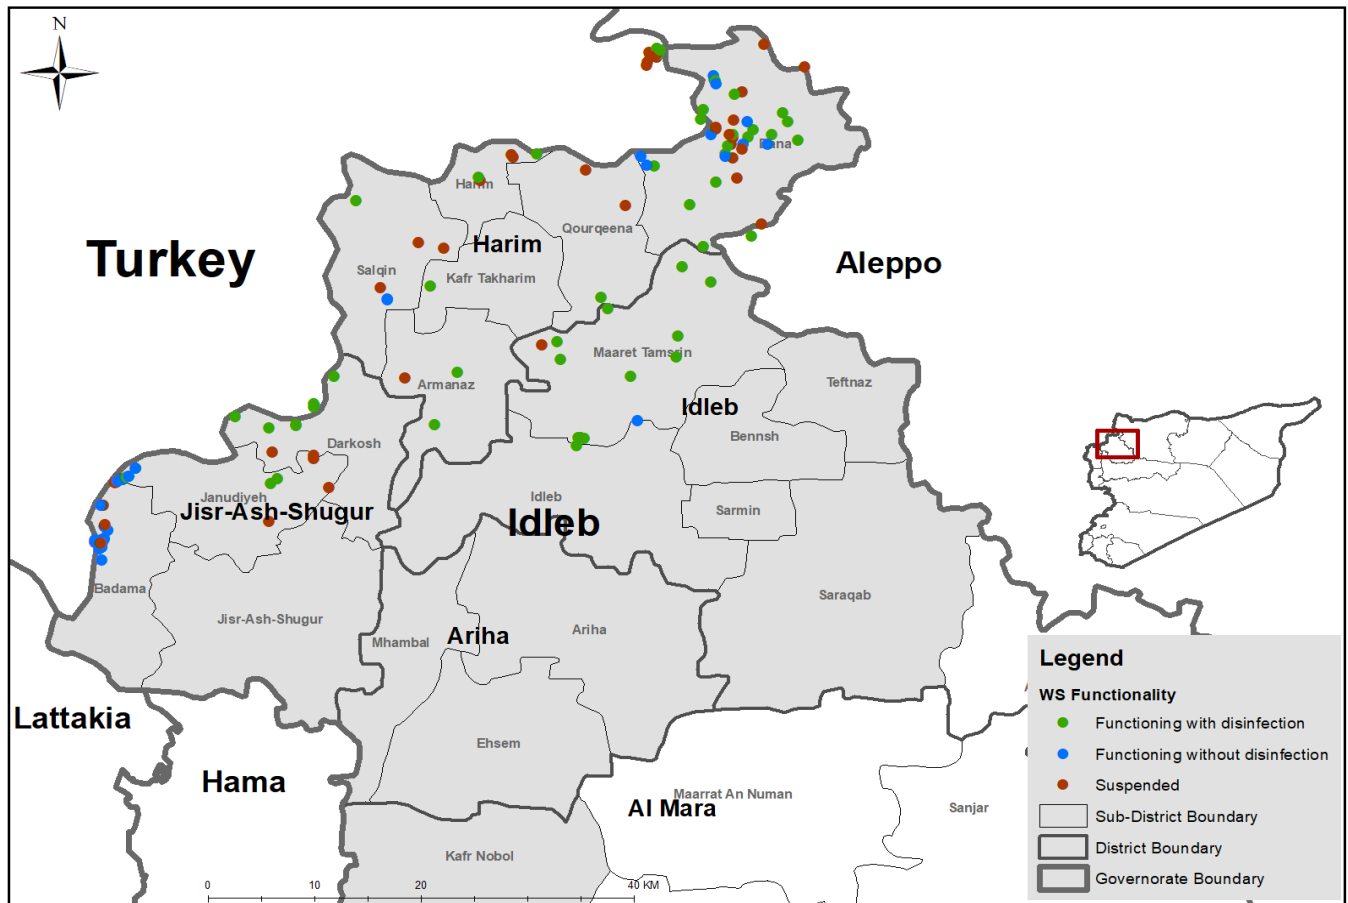 N
Dana
Harim
Qourqeena
Harim
Turkey
Aleppo
Salqin
Kafr Takharim
Maaret Tamsrin
Teftnaz
Armanaz
Idleb
Bennsh
Darkosh
Janudiyeh
Idleb
Jisr-Ash-Shugur
Sarmin
Idleb
Badama
Saraqab
Jisr-Ash-Shugur
Ariha
Ariha
Mhambal
Lattakia
Ehsem
Hama
Maarrat An Numan
Al Mara
Sanjar
Kafr Nobol
0 10 20 40 KM
Legend
WS Functionality
Functioning with disinfection
Functioning without disinfection
Suspended
Sub-District Boundary
District Boundary
Governorate Boundary